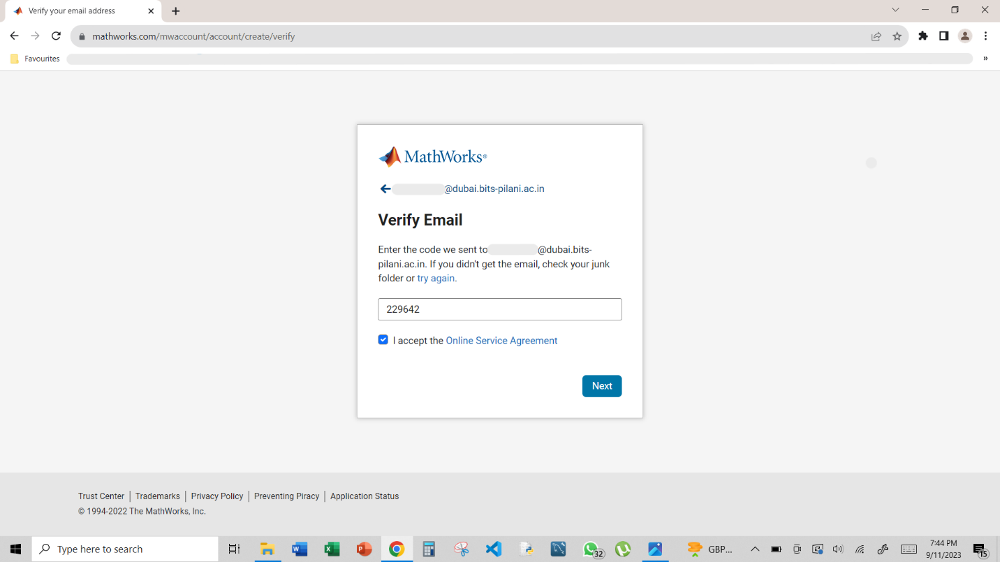 Verify your email address
mathworks.com/mwaccount/account/create/verify
Favourites
»
MathWorks®
@dubai.bits-pilani.ac.in
Verify Email
Enter the code we sent to @dubai.bits-
pilani.ac.in. If you didn't get the email, check your junk
folder or try again.
229642
I accept the Online Service Agreement
Next
Trust Center | Trademarks | Privacy Policy | Preventing Piracy | Application Status
© 1994-2022 The MathWorks, Inc.
Type here to search
32
GBP...
7:44 PM
9/11/2023
15